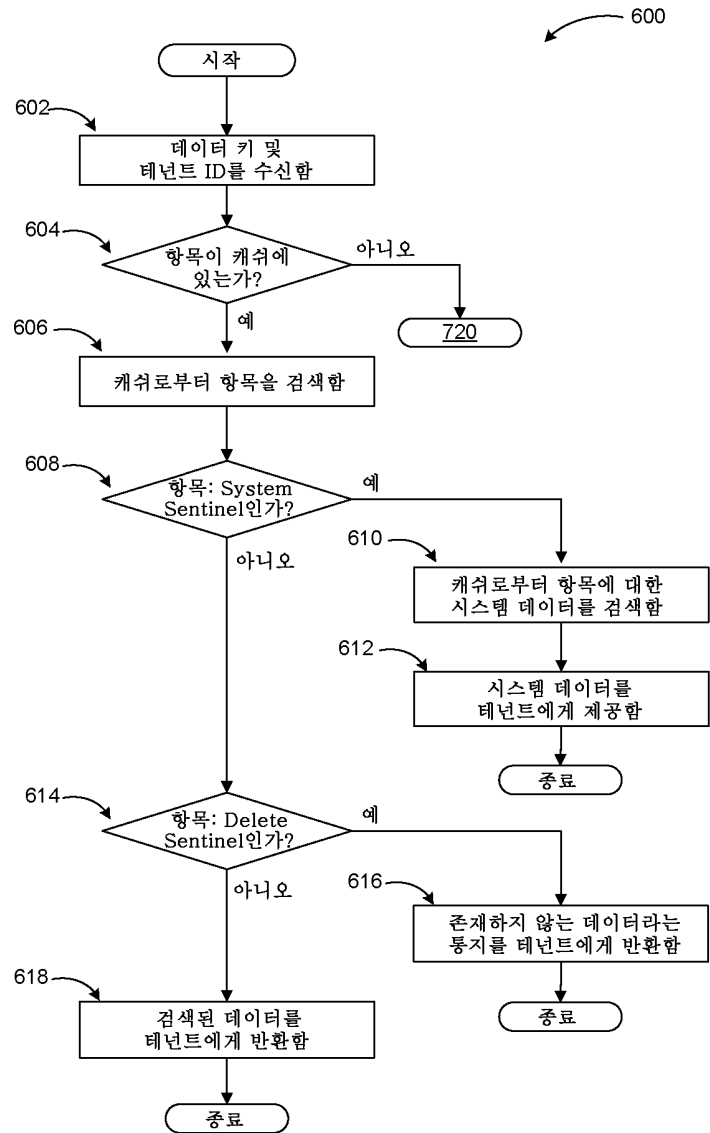 600
시작
602
데이터 키 및
테넌트 ID를 수신함
604
항목이 캐쉬에
있는가?
아니오
720
예
606
캐쉬로부터 항목을 검색함
608
항목: System
Sentinel인가?
예
아니오
610
캐쉬로부터 항목에 대한
시스템 데이터를 검색함
612
시스템 데이터를
테넌트에게 제공함
종료
614
항목: Delete
Sentinel인가?
예
아니오
616
존재하지 않는 데이터라는
통지를 테넌트에게 반환함
종료
618
검색된 데이터를
테넌트에게 반환함
종료